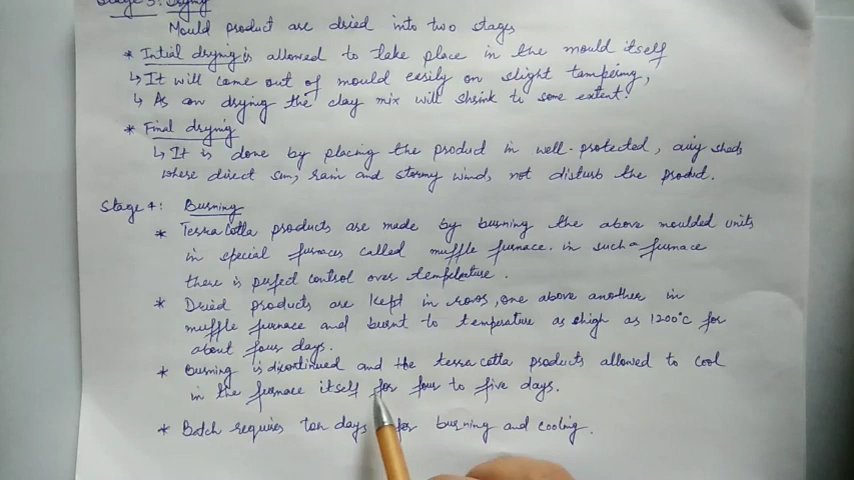 Stage 3: Drying
Mould product are dried into two stages
* Intial drynig is allowed to take place in the mould itself
↳ It will came out of mould easily on slight tampering,
↳ As on drying the clay mix will shrink to some extent.
* Final drying
↳ It is done by placing the product in well-protected, airy sheds
where direct sun, rain and stormy winds, not disturb the product.
Stage 4: Burning
* Terra Cotta products are made by burning the above moulded units
in special furnaces called muffle furnace. in such a furnace
there is perfect control over temperature.
* Dried products are kept in rows, one above another in
muffle furnace and burnt to temperature as high as 1200°C for
about four days.
* Burning is dicontinued and the terra cotta products allowed to cool
in the furnace itself for four to five days.
* Batch requires ten days for burning and cooling.